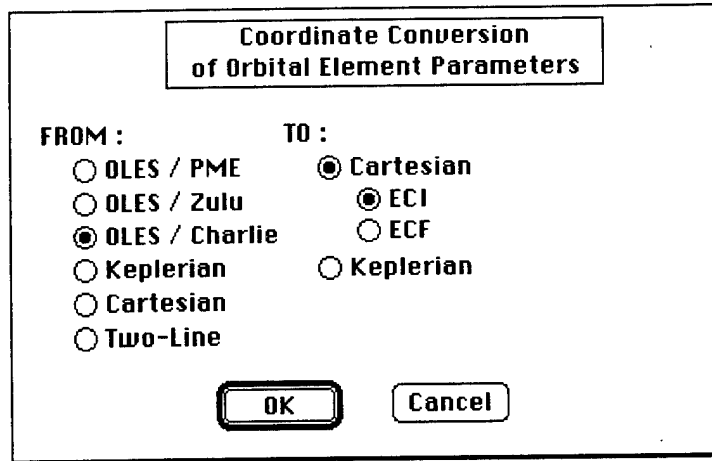 Coordinate Conversion
of Orbital Element Parameters
FROM :
OLES / PME
OLES / Zulu
OLES / Charlie
Keplerian
Cartesian
Two-Line
TO :
Cartesian
ECI
ECF
Keplerian
OK
Cancel